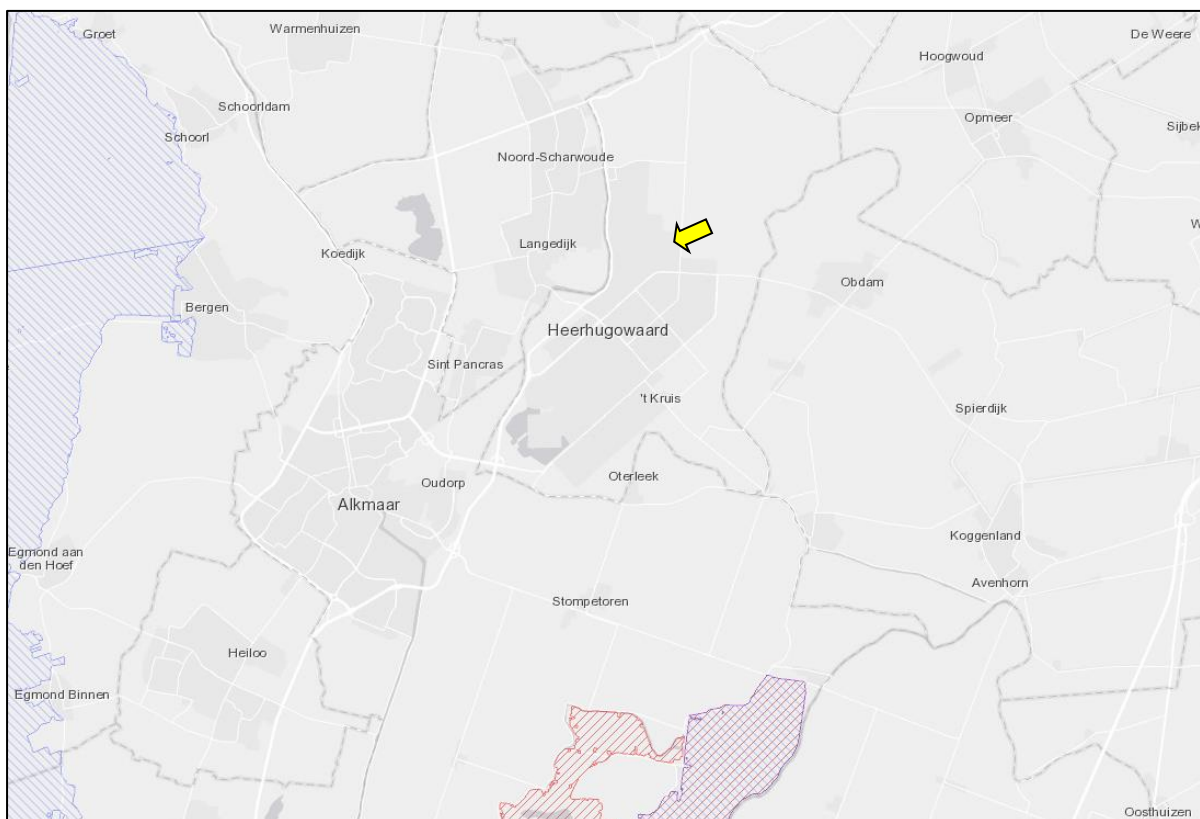 Groet
Warmenhuizen
De Weere
Hoogwoud
Schoorldam
Opmeer
Schoorl
Sijbek
Noord-Scharwoude
W
Langedijk
Koedijk
Obdam
Bergen
Heerhugowaard
Sint Pancras
't Kruis
Spierdijk
Oterleek
Oudorp
Alkmaar
Koggenland
Egmond aan
den Hoef
Avenhorn
Stompetoren
Heiloo
Egmond Binnen
Oosthuizen